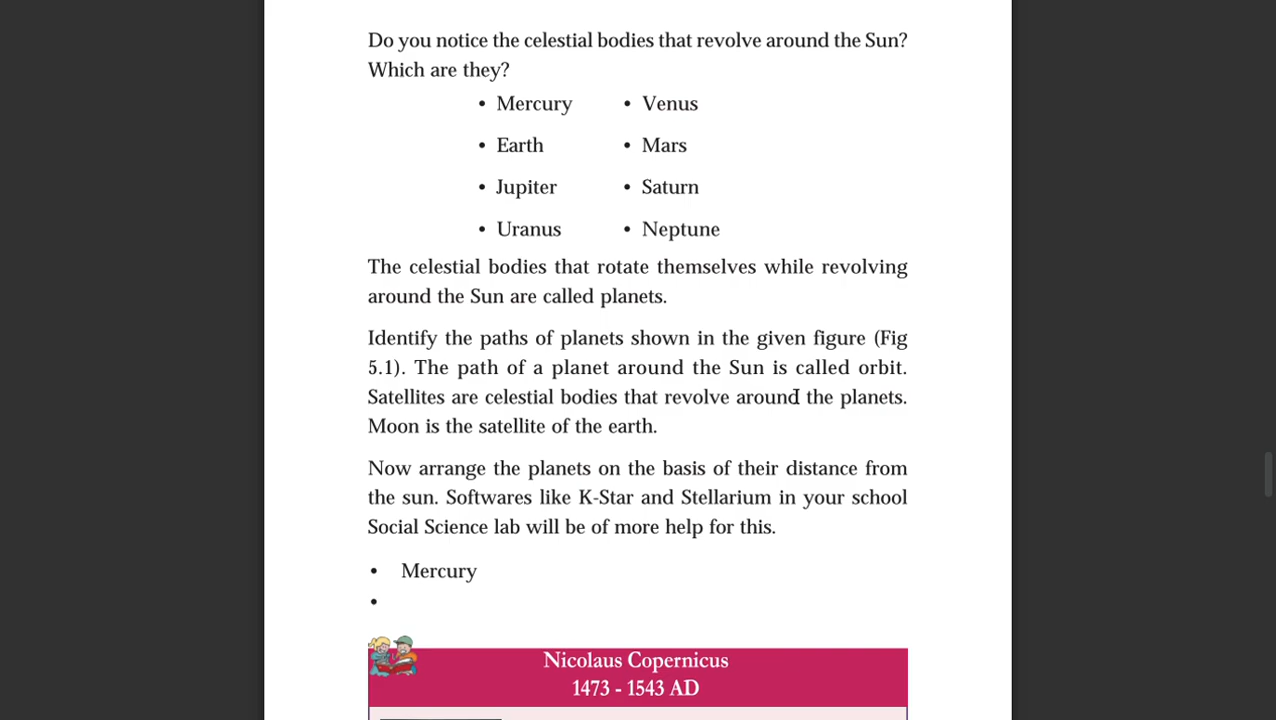 Do you notice the celestial bodies that revolve around the Sun?
Which are they?
• Mercury • Venus
• Earth • Mars
• Jupiter • Saturn
• Uranus • Neptune
The celestial bodies that rotate themselves while revolving
around the Sun are called planets.
Identify the paths of planets shown in the given figure (Fig
5.1). The path of a planet around the Sun is called orbit.
Satellites are celestial bodies that revolve around the planets.
Moon is the satellite of the earth.
Now arrange the planets on the basis of their distance from
the sun. Softwares like K-Star and Stellarium in your school
Social Science lab will be of more help for this.
• Mercury
•
Nicolaus Copernicus
1473 - 1543 AD